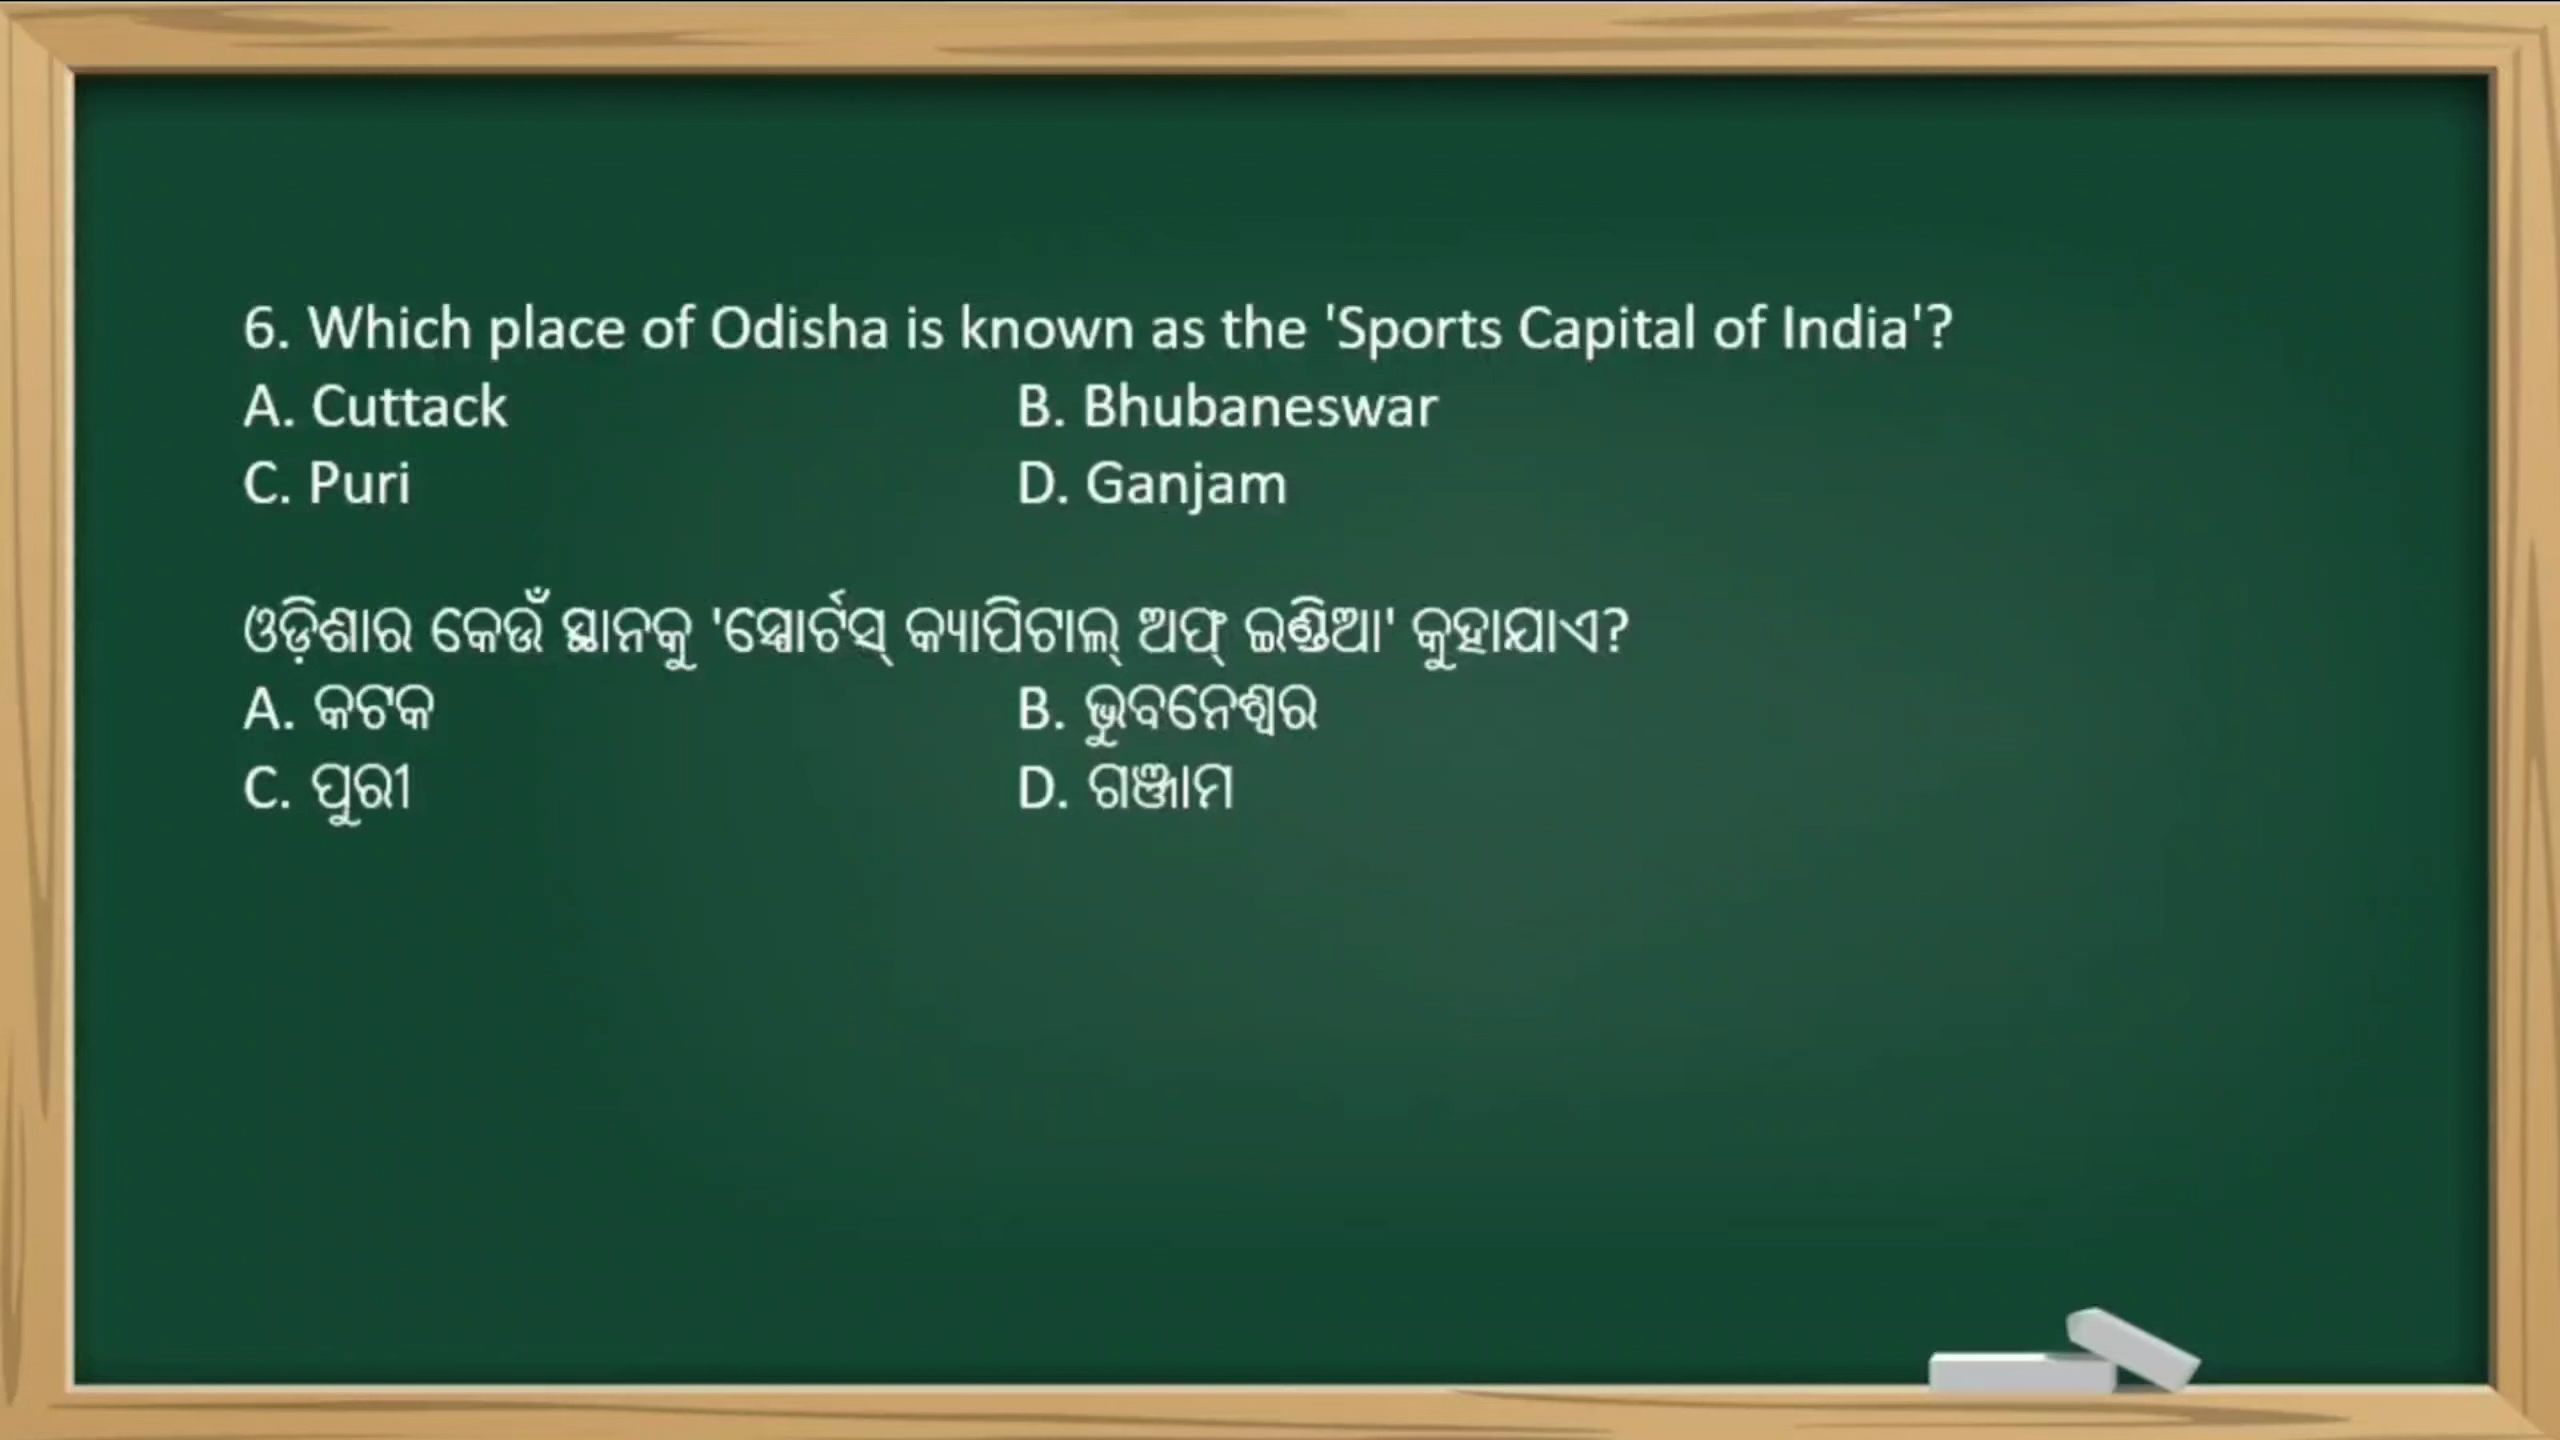 6. Which place of Odisha is known as the 'Sports Capital of India'?
A. Cuttack B. Bhubaneswar
C. Puri D. Ganjam
ଓଡ଼ିଶାର କେଉଁ ସ୍ଥାନକୁ 'ସ୍ପୋର୍ଟସ୍ କ୍ୟାପିଟାଲ୍ ଅଫ୍ ଇଣ୍ଡିଆ' କୁହାଯାଏ?
A. କଟକ B. ଭୁବନେଶ୍ୱର
C. ପୁରୀ D. ଗଞ୍ଜାମ